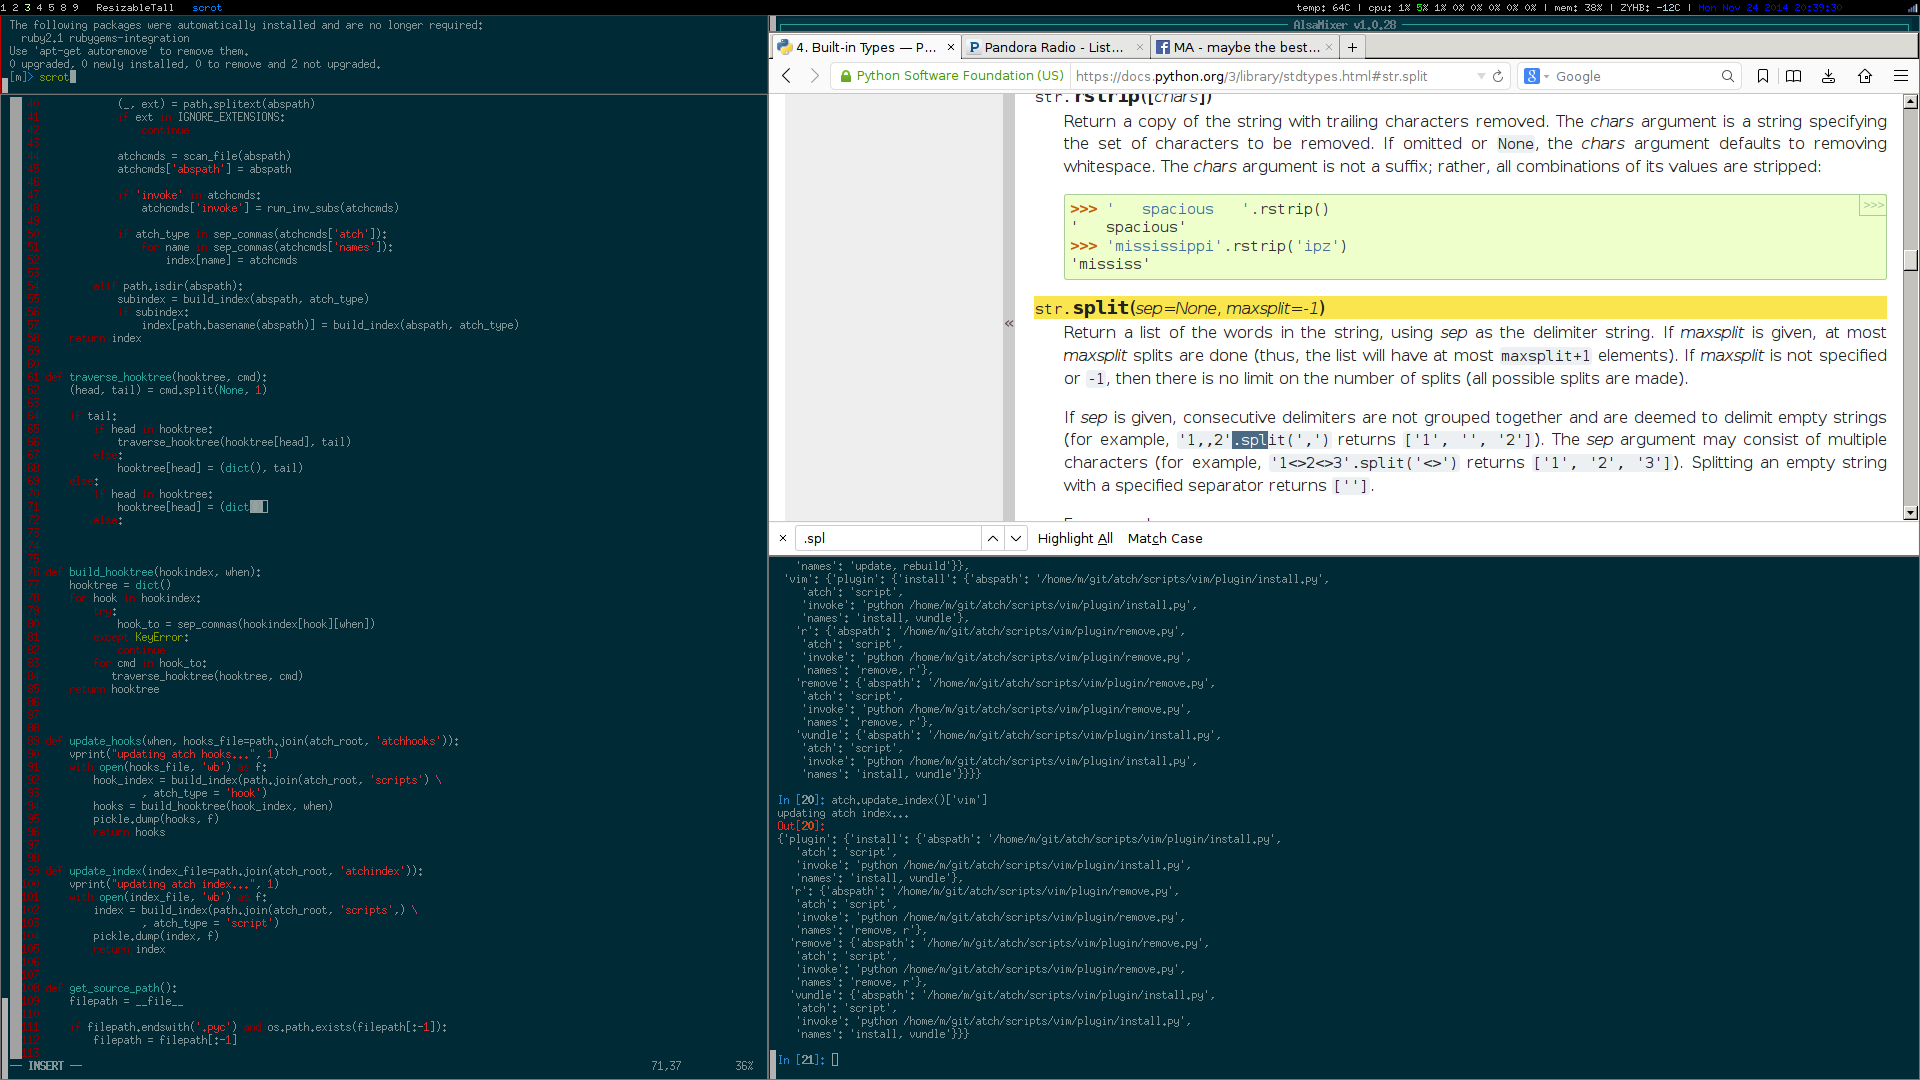 1 2 3 4 5 8 9 ResizableTall scrot temp: 64C | cpu: 1% 5% 1% 0% 0% 0% 0% 0% | mem: 38% | ZYHB: -12C | Mon Nov 24 2014 20:39:30
The following packages were automatically installed and are no longer required:
ruby2.1 rubygems-integration
Use 'apt-get autoremove' to remove them.
0 upgraded, 0 newly installed, 0 to remove and 2 not upgraded.
[m]> scrot
40 (_, ext) = path.splitext(abspath)
41 if ext in IGNORE_EXTENSIONS:
42 continue
43
44 atchcmds = scan_file(abspath)
45 atchcmds['abspath'] = abspath
46
47 if 'invoke' in atchcmds:
48 atchcmds['invoke'] = run_inv_subs(atchcmds)
49
50 if atch_type in sep_commas(atchcmds['atch']):
51 for name in sep_commas(atchcmds['names']):
52 index[name] = atchcmds
53
54 elif path.isdir(abspath):
55 subindex = build_index(abspath, atch_type)
56 if subindex:
57 index[path.basename(abspath)] = build_index(abspath, atch_type)
58 return index
59
60
61 def traverse_hooktree(hooktree, cmd):
62 (head, tail) = cmd.split(None, 1)
63
64 if tail:
65 if head in hooktree:
66 traverse_hooktree(hooktree[head], tail)
67 else:
68 hooktree[head] = (dict(), tail)
69 else:
70 if head in hooktree:
71 hooktree[head] = (dict()
72 else:
73
74
75
76 def build_hooktree(hookindex, when):
77 hooktree = dict()
78 for hook in hookindex:
79 try:
80 hook_to = sep_commas(hookindex[hook][when])
81 except KeyError:
82 continue
83 for cmd in hook_to:
84 traverse_hooktree(hooktree, cmd)
85 return hooktree
86
87
88
89 def update_hooks(when, hooks_file=path.join(atch_root, 'atchhooks')):
90 vprint("updating atch hooks...", 1)
91 with open(hooks_file, 'wb') as f:
92 hook_index = build_index(path.join(atch_root, 'scripts') \
93 , atch_type = 'hook')
94 hooks = build_hooktree(hook_index, when)
95 pickle.dump(hooks, f)
96 return hooks
97
98
99 def update_index(index_file=path.join(atch_root, 'atchindex')):
100 vprint("updating atch index...", 1)
101 with open(index_file, 'wb') as f:
102 index = build_index(path.join(atch_root, 'scripts',) \
103 , atch_type = 'script')
104 pickle.dump(index, f)
105 return index
106
107
108 def get_source_path():
109 filepath = __file__
110
111 if filepath.endswith('.pyc') and os.path.exists(filepath[:-1]):
112 filepath = filepath[:-1]
113
-- INSERT -- 71,37 36%
AlsaMixer v1.0.28
4. Built-in Types — P... × Pandora Radio - List... × MA - maybe the best... × +
Python Software Foundation (US) https://docs.python.org/3/library/stdtypes.html#str.split Google
str.rstrip([chars])
Return a copy of the string with trailing characters removed. The chars argument is a string specifying
the set of characters to be removed. If omitted or None, the chars argument defaults to removing
whitespace. The chars argument is not a suffix; rather, all combinations of its values are stripped:
>>> '   spacious   '.rstrip() >>>
'   spacious'
>>> 'mississippi'.rstrip('ipz')
'mississ'
«
str.split(sep=None, maxsplit=-1)
Return a list of the words in the string, using sep as the delimiter string. If maxsplit is given, at most
maxsplit splits are done (thus, the list will have at most maxsplit+1 elements). If maxsplit is not specified
or -1, then there is no limit on the number of splits (all possible splits are made).
If sep is given, consecutive delimiters are not grouped together and are deemed to delimit empty strings
(for example, '1,,2'.split(',') returns ['1', '', '2']). The sep argument may consist of multiple
characters (for example, '1<>2<>3'.split('<>') returns ['1', '2', '3']). Splitting an empty string
with a specified separator returns [''].
× .spl Highlight All Match Case
'names': 'update, rebuild'}},
'vim': {'plugin': {'install': {'abspath': '/home/m/git/atch/scripts/vim/plugin/install.py',
'atch': 'script',
'invoke': 'python /home/m/git/atch/scripts/vim/plugin/install.py',
'names': 'install, vundle'},
'r': {'abspath': '/home/m/git/atch/scripts/vim/plugin/remove.py',
'atch': 'script',
'invoke': 'python /home/m/git/atch/scripts/vim/plugin/remove.py',
'names': 'remove, r'},
'remove': {'abspath': '/home/m/git/atch/scripts/vim/plugin/remove.py',
'atch': 'script',
'invoke': 'python /home/m/git/atch/scripts/vim/plugin/remove.py',
'names': 'remove, r'},
'vundle': {'abspath': '/home/m/git/atch/scripts/vim/plugin/install.py',
'atch': 'script',
'invoke': 'python /home/m/git/atch/scripts/vim/plugin/install.py',
'names': 'install, vundle'}}}}
In [20]: atch.update_index()['vim']
updating atch index...
Out[20]:
{'plugin': {'install': {'abspath': '/home/m/git/atch/scripts/vim/plugin/install.py',
'atch': 'script',
'invoke': 'python /home/m/git/atch/scripts/vim/plugin/install.py',
'names': 'install, vundle'},
'r': {'abspath': '/home/m/git/atch/scripts/vim/plugin/remove.py',
'atch': 'script',
'invoke': 'python /home/m/git/atch/scripts/vim/plugin/remove.py',
'names': 'remove, r'},
'remove': {'abspath': '/home/m/git/atch/scripts/vim/plugin/remove.py',
'atch': 'script',
'invoke': 'python /home/m/git/atch/scripts/vim/plugin/remove.py',
'names': 'remove, r'},
'vundle': {'abspath': '/home/m/git/atch/scripts/vim/plugin/install.py',
'atch': 'script',
'invoke': 'python /home/m/git/atch/scripts/vim/plugin/install.py',
'names': 'install, vundle'}}}
In [21]: